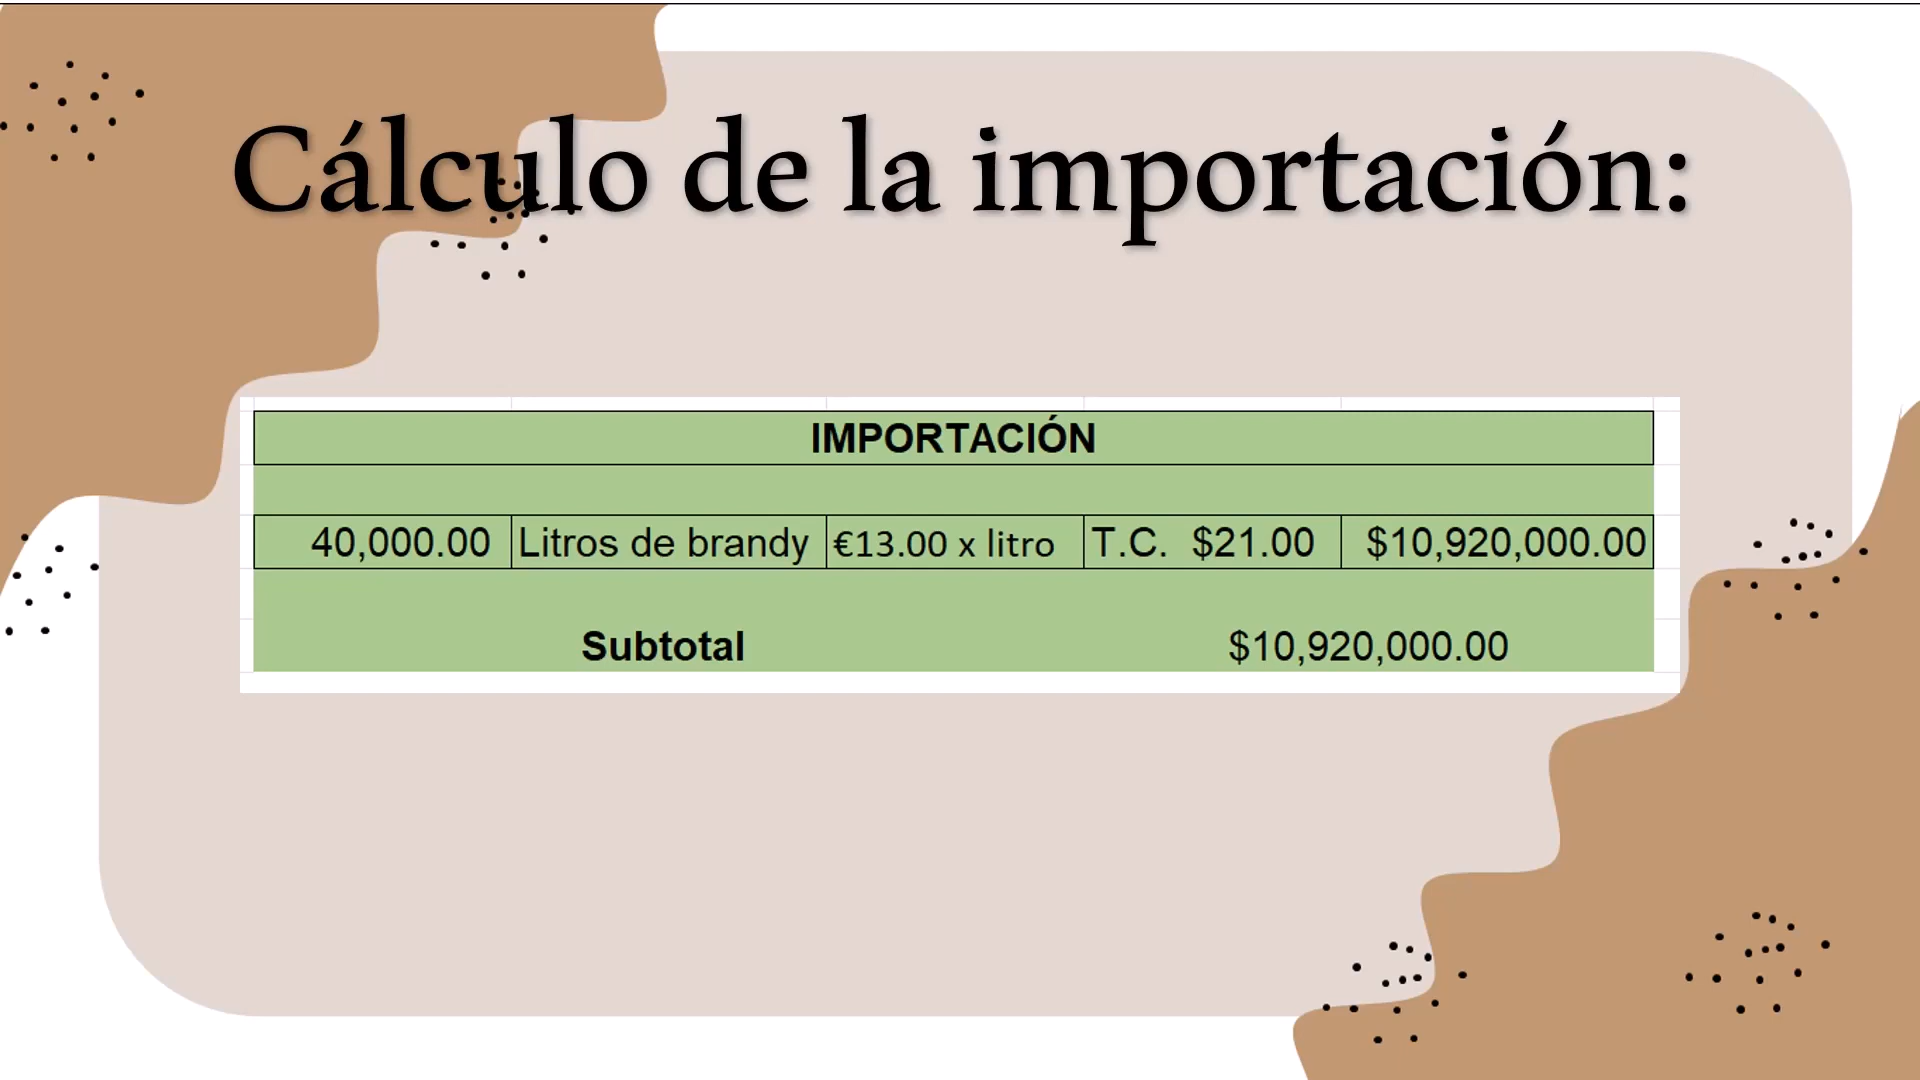 Cálculo de la importación:
IMPORTACIÓN
40,000.00 Litros de brandy €13.00 x litro T.C. $21.00 $10,920,000.00
Subtotal $10,920,000.00